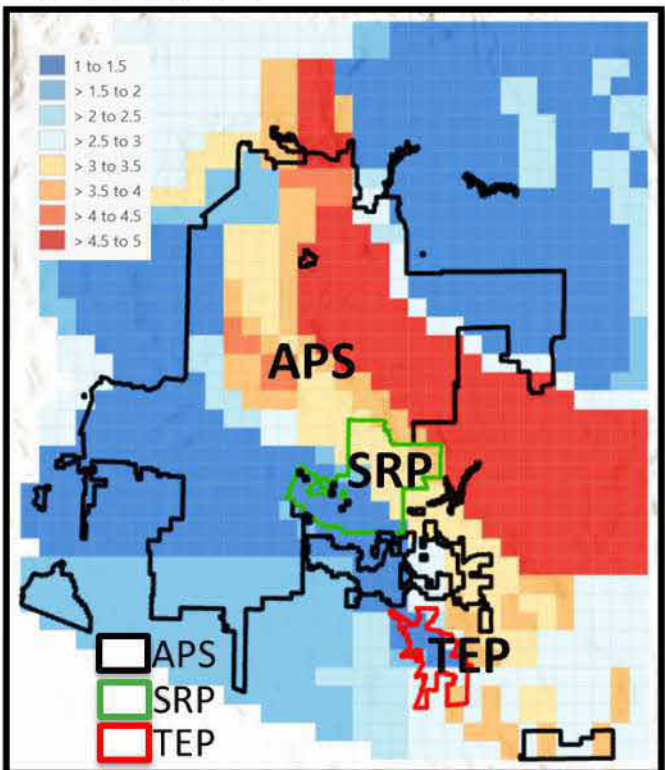 1 to 1.5
> 1.5 to 2
> 2 to 2.5
> 2.5 to 3
> 3 to 3.5
> 3.5 to 4
> 4 to 4.5
> 4.5 to 5
APS
SRP
TEP
APS
SRP
TEP